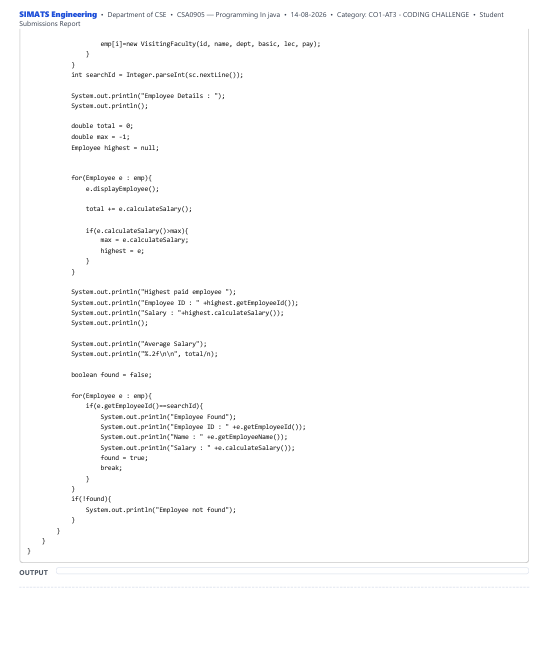 SIMATS Engineering • Department of CSE • CSA0905 — Programming In java • 14-08-2026 • Category: CO1-AT3 - CODING CHALLENGE • Student
Submissions Report
emp[i]=new VisitingFaculty(id, name, dept, basic, lec, pay);
}
}
int searchId = Integer.parseInt(sc.nextLine());
System.out.println("Employee Details : ");
System.out.println();
double total = 0;
double max = -1;
Employee highest = null;
for(Employee e : emp){
e.displayEmployee();
total += e.calculateSalary();
if(e.calculateSalary()>max){
max = e.calculateSalary;
highest = e;
}
}
System.out.println("Highest paid employee ");
System.out.println("Employee ID : " +highest.getEmployeeId());
System.out.println("Salary : "+highest.calculateSalary());
System.out.println();
System.out.println("Average Salary");
System.out.println("%.2f\n\n", total/n);
boolean found = false;
for(Employee e : emp){
if(e.getEmployeeId()==searchId){
System.out.println("Employee Found");
System.out.println("Employee ID : " +e.getEmployeeId());
System.out.println("Name : " +e.getEmployeeName());
System.out.println("Salary : " +e.calculateSalary());
found = true;
break;
}
}
if(!found){
System.out.println("Employee not found");
}
}
}
}
OUTPUT